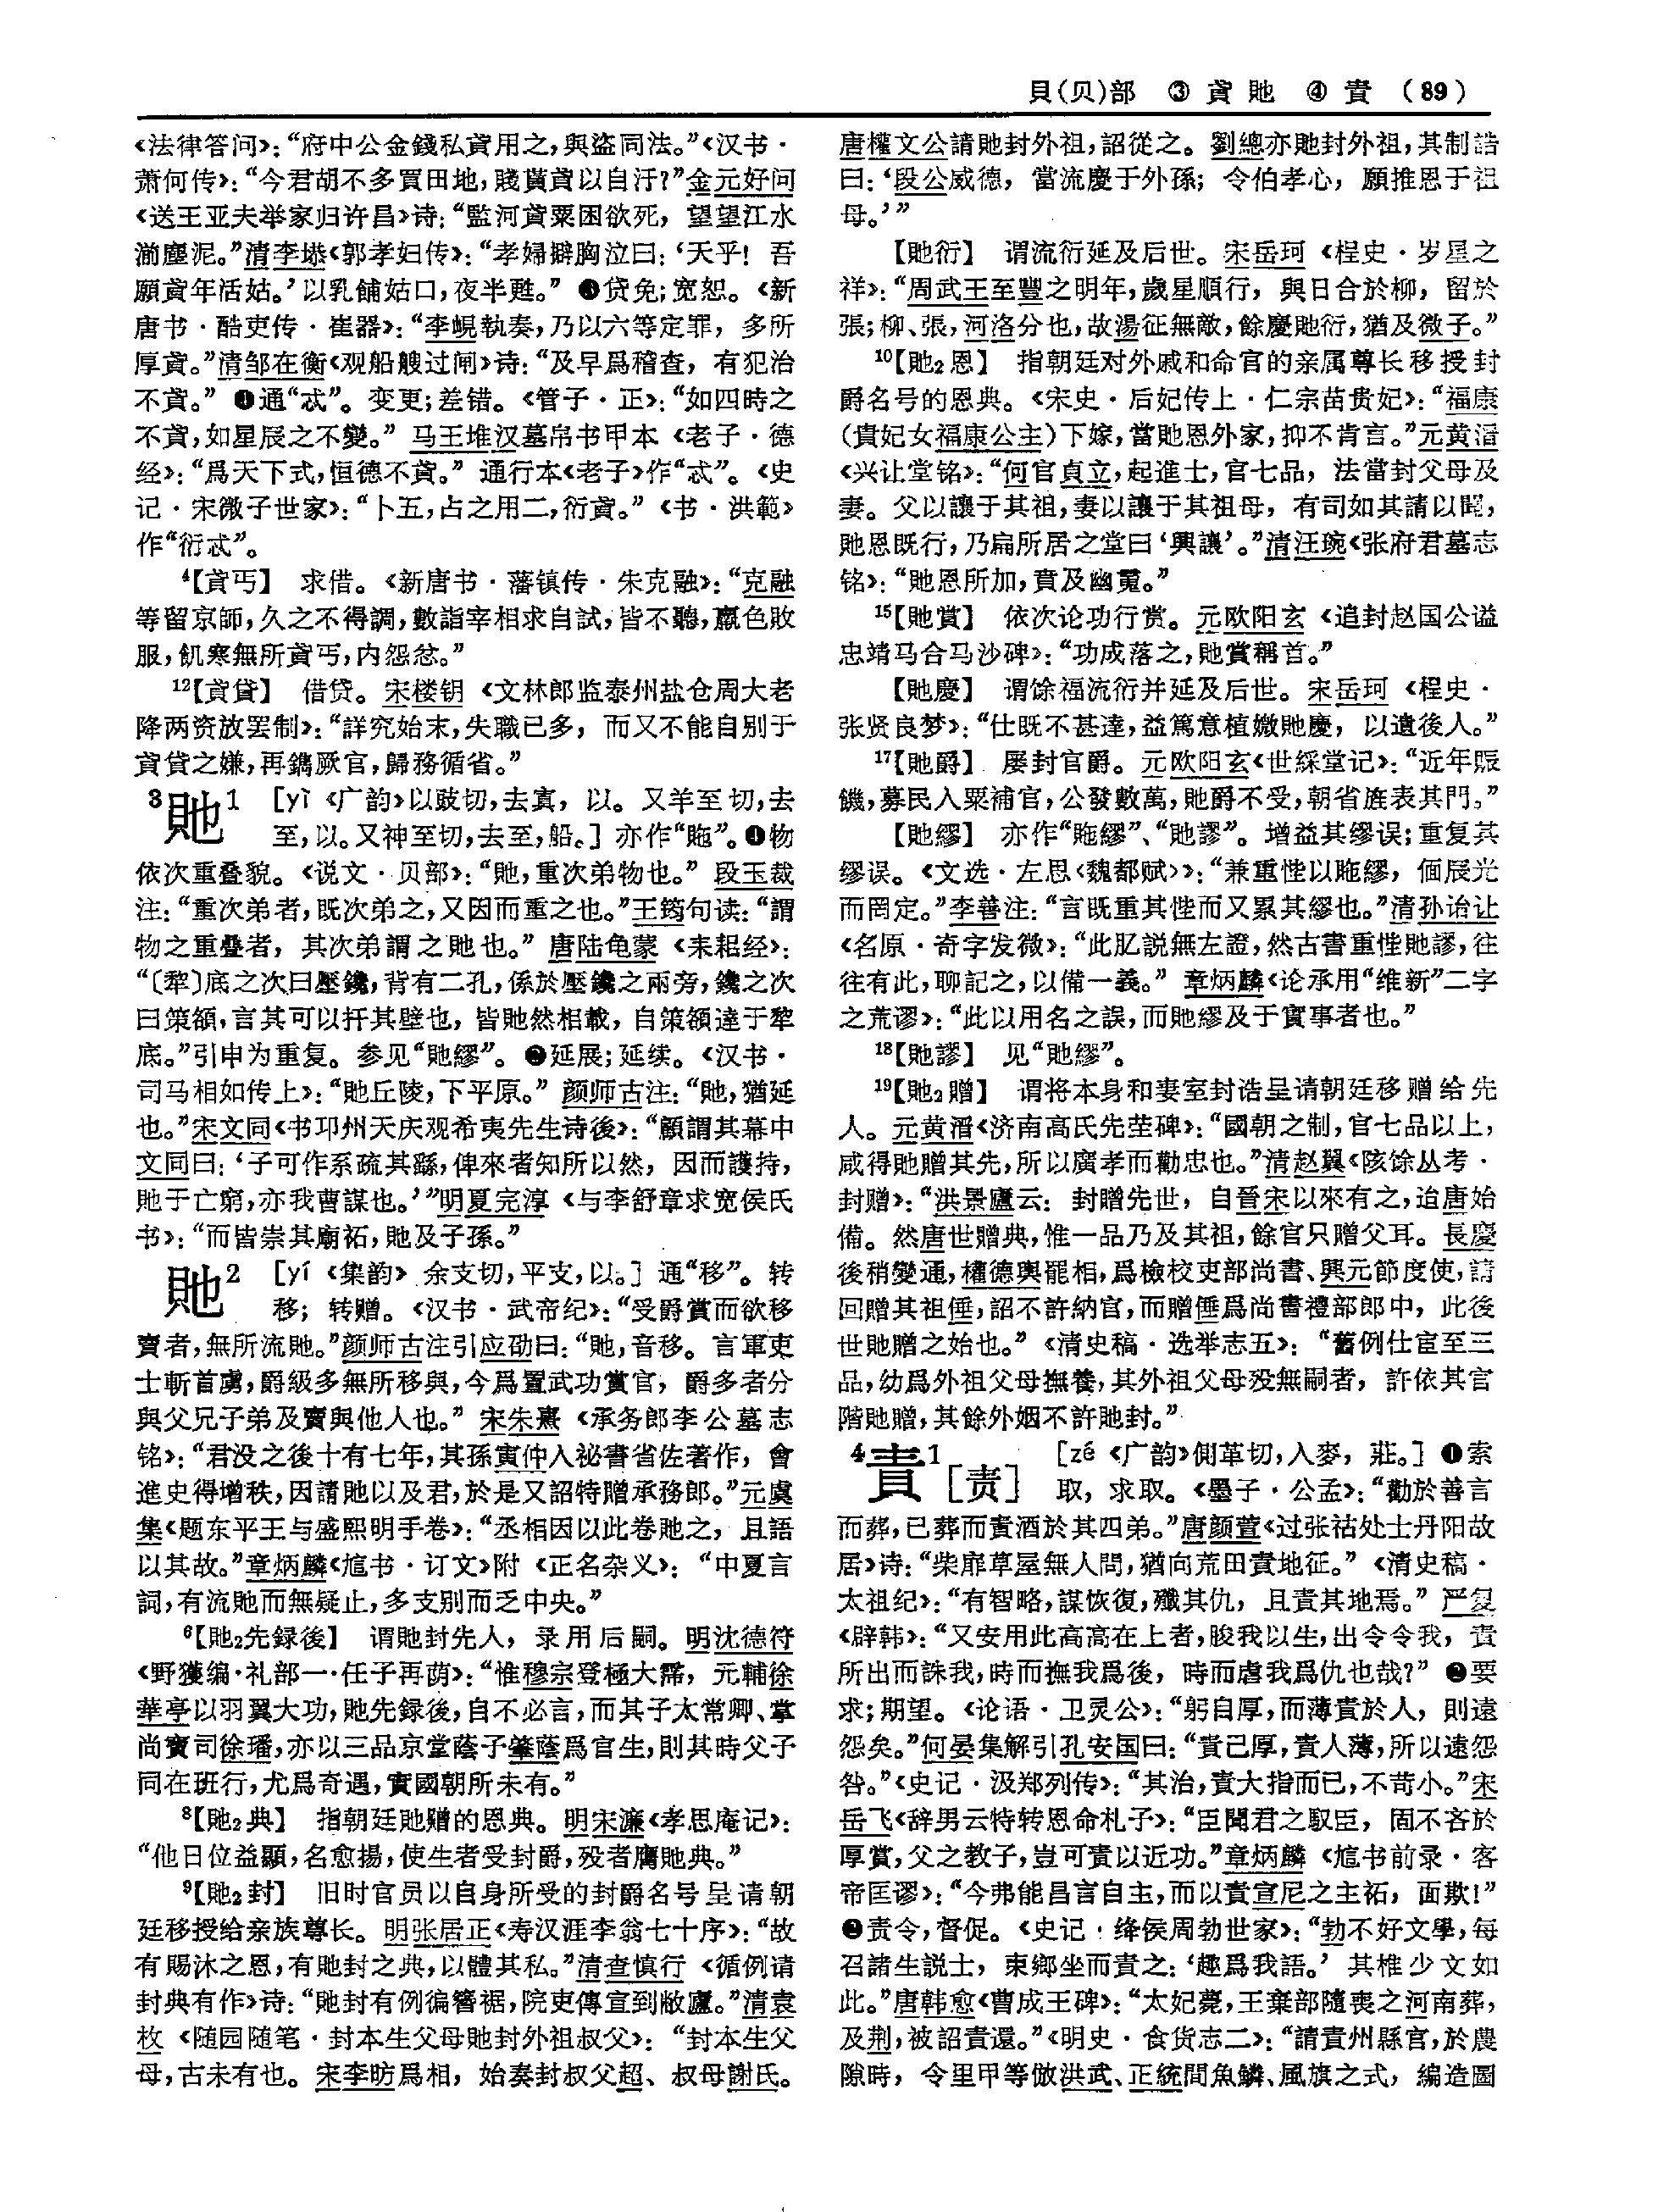 貝(贝)部 ③ 貣 貤 ④ 責 (89)
《法律答问》：“府中公金錢私貣用之，與盜同法。”《汉书·
萧何传》：“今君胡不多買田地，賤貰貣以自汙？”金元好问
《送王亚夫举家归许昌》诗：“監河貣粟困欲死，望望江水
湔塵泥。”清李塨《郭孝妇传》：“孝婦擗胸泣曰：‘天乎！吾
願貣年活姑。’以乳餔姑口，夜半甦。”❸贷免；宽恕。《新
唐书·酷吏传·崔器》：“李峴執奏，乃以六等定罪，多所
厚貣。”清邹在衡《观船艘过闸》诗：“及早爲稽查，有犯治
不貣。”❹通“忒”。变更；差错。《管子·正》：“如四時之
不貣，如星辰之不變。”马王堆汉墓帛书甲本《老子·德
经》：“爲天下式，恒德不貣。”通行本《老子》作“忒”。《史
记·宋微子世家》：“卜五，占之用二，衍貣。”《书·洪範》
作“衍忒”。
4【貣丐】 求借。《新唐书·藩镇传·朱克融》：“克融
等留京師，久之不得調，數詣宰相求自試，皆不聽，羸色敗
服，飢寒無所貣丐，内怨忿。”
12【貣貸】 借贷。宋楼钥《文林郎监泰州盐仓周大老
降两资放罢制》：“詳究始末，失職已多，而又不能自别于
貣貸之嫌，再鐫厥官，歸務循省。”
3貤1 [yì 《广韵》以豉切，去寘，以。又羊至切，去
至，以。又神至切，去至，船。]亦作“貤”。❶物
依次重叠貌。《说文·贝部》：“貤，重次弟物也。”段玉裁
注：“重次弟者，既次弟之，又因而重之也。”王筠句读：“謂
物之重叠者，其次弟謂之貤也。”唐陆龟蒙《耒耜经》：
“〔犂〕底之次曰壓鑱，背有二孔，係於壓鑱之兩旁，鑱之次
曰策額，言其可以扞其壁也，皆貤然相載，自策額達于犂
底。”引申为重复。参见“貤繆”。❷延展；延续。《汉书·
司马相如传上》：“貤丘陵，下平原。”颜师古注：“貤，猶延
也。”宋文同《书邛州天庆观希夷先生诗後》：“願謂其幕中
文同曰：‘子可作系疏其繇，俾來者知所以然，因而護持，
貤于亡窮，亦我曹謀也。’”明夏完淳《与李舒章求宽侯氏
书》：“而皆崇其廟祏，貤及子孫。”
貤2 [yí 《集韵》余支切，平支，以。]通“移”。转
移；转赠。《汉书·武帝纪》：“受爵賞而欲移
賣者，無所流貤。”颜师古注引应劭曰：“貤，音移。言軍吏
士斬首虜，爵級多無所移與，今爲置武功賞官，爵多者分
與父兄子弟及賣與他人也。”宋朱熹《承务郎李公墓志
铭》：“君没之後十有七年，其孫寅仲入祕書省佐著作，會
進史得增秩，因請貤以及君，於是又詔特贈承務郎。”元虞
集《题东平王与盛熙明手卷》：“丞相因以此卷貤之，且語
以其故。”章炳麟《訄书·订文》附《正名杂义》：“中夏言
詞，有流貤而無疑止，多支别而乏中央。”
6【貤2先録後】 谓貤封先人，录用后嗣。明沈德符
《野獲编·礼部一·任子再荫》：“惟穆宗登極大霈，元輔徐
華亭以羽翼大功，貤先録後，自不必言，而其子太常卿、掌
尚寶司徐璠，亦以三品京堂蔭子肇蔭爲官生，則其時父子
同在班行，尤爲奇遇，實國朝所未有。”
8【貤2典】 指朝廷貤赠的恩典。明宋濂《孝思庵记》：
“他日位益顯，名愈揚，使生者受封爵，殁者膺貤典。”
9【貤2封】 旧时官员以自身所受的封爵名号呈请朝
廷移授给亲族尊长。明张居正《寿汉涯李翁七十序》：“故
有賜沐之恩，有貤封之典，以體其私。”清查慎行《循例请
封典有作》诗：“貤封有例徧簪裾，院吏傳宣到敝廬。”清袁
枚《随园随笔·封本生父母貤封外祖叔父》：“封本生父
母，古未有也。宋李昉爲相，始奏封叔父超、叔母謝氏。
唐權文公請貤封外祖，詔從之。劉總亦貤封外祖，其制誥
曰：‘段公威德，當流慶于外孫；令伯孝心，願推恩于祖
母。’”
【貤衍】 谓流衍延及后世。宋岳珂《桯史·岁星之
祥》：“周武王至豐之明年，歲星順行，與日合於柳，留於
張；柳、張，河洛分也，故湯征無敵，餘慶貤衍，猶及微子。”
10【貤2恩】 指朝廷对外戚和命官的亲属尊长移授封
爵名号的恩典。《宋史·后妃传上·仁宗苗贵妃》：“福康
(貴妃女福康公主)下嫁，當貤恩外家，抑不肯言。”元黄溍
《兴让堂铭》：“何官貞立，起進士，官七品，法當封父母及
妻。父以讓于其祖，妻以讓于其祖母，有司如其請以聞，
貤恩既行，乃扁所居之堂曰‘興讓’。”清汪琬《张府君墓志
铭》：“貤恩所加，賁及幽㝠。”
15【貤賞】 依次论功行赏。元欧阳玄《追封赵国公谥
忠靖马合马沙碑》：“功成落之，貤賞稱首。”
【貤慶】 谓馀福流衍并延及后世。宋岳珂《桯史·
张贤良梦》：“仕既不甚達，益篤意植媺貤慶，以遺後人。”
17【貤爵】 屡封官爵。元欧阳玄《世綵堂记》：“近年賑
饑，募民入粟補官，公發數萬，貤爵不受，朝省旌表其門。”
【貤繆】 亦作“貤繆”、“貤謬”。增益其缪误；重复其
缪误。《文选·左思〈魏都赋〉》：“兼重悂以貤繆，偭辰光
而罔定。”李善注：“言既重其悂而又累其繆也。”清孙诒让
《名原·奇字发微》：“此肊説無左證，然古書重悂貤謬，往
往有此，聊記之，以備一義。”章炳麟《论承用“维新”二字
之荒谬》：“此以用名之誤，而貤繆及于實事者也。”
18【貤謬】 见“貤繆”。
19【貤2贈】 谓将本身和妻室封诰呈请朝廷移赠给先
人。元黄溍《济南高氏先茔碑》：“國朝之制，官七品以上，
咸得貤贈其先，所以廣孝而勸忠也。”清赵翼《陔馀丛考·
封赠》：“洪景廬云：封贈先世，自晉宋以來有之，迨唐始
備。然唐世贈典，惟一品乃及其祖，餘官只贈父耳。長慶
後稍變通，權德輿罷相，爲檢校吏部尚書、興元節度使，請
回贈其祖倕，詔不許納官，而贈倕爲尚書禮部郎中，此後
世貤贈之始也。”《清史稿·选举志五》：“舊例仕宦至三
品，幼爲外祖父母撫養，其外祖父母没無嗣者，許依其官
階貤贈，其餘外姻不許貤封。”
4責1[责] [zé 《广韵》侧革切，入麥，莊。]❶索
取，求取。《墨子·公孟》：“勸於善言
而葬，已葬而責酒於其四弟。”唐颜萱《过张祜处士丹阳故
居》诗：“柴扉草屋無人問，猶向荒田責地征。”《清史稿·
太祖纪》：“有智略，謀恢復，殲其仇，且責其地焉。”严复
《辟韩》：“又安用此高高在上者，朘我以生，出令令我，責
所出而誅我，時而撫我爲後，時而虐我爲仇也哉？”❷要
求；期望。《论语·卫灵公》：“躬自厚，而薄責於人，則遠
怨矣。”何晏集解引孔安国曰：“責己厚，責人薄，所以遠怨
咎。”《史记·汲郑列传》：“其治，責大指而已，不苛小。”宋
岳飞《辞男云特转恩命札子》：“臣聞君之馭臣，固不吝於
厚賞，父之教子，豈可責以近功。”章炳麟《訄书前录·客
帝匡谬》：“今弗能昌言自主，而以責宣尼之主祏，面欺！”
❸责令，督促。《史记·绛侯周勃世家》：“勃不好文學，每
召諸生説士，東鄉坐而責之：‘趣爲我語。’其椎少文如
此。”唐韩愈《曹成王碑》：“太妃薨，王棄部隨喪之河南葬，
及荆，被詔責還。”《明史·食货志二》：“請責州縣官，於農
隙時，令里甲等倣洪武、正統間魚鱗、風旗之式，編造圖